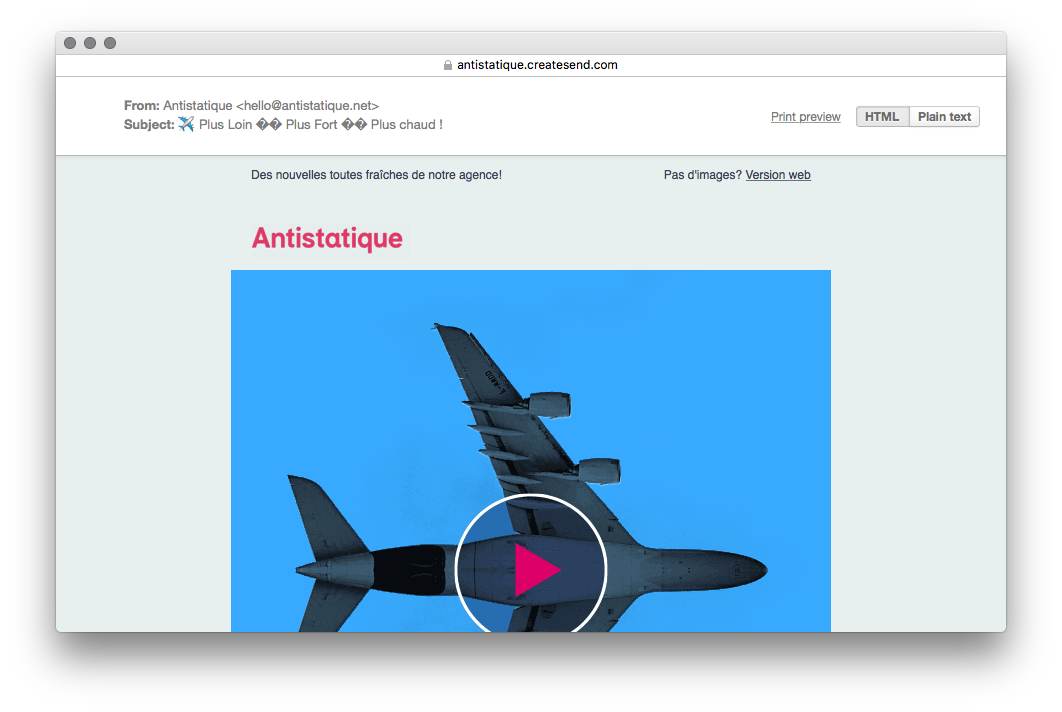 antistatique.createsend.com
From: Antistatique <hello@antistatique.net>
Subject: ✈️ Plus Loin �� Plus Fort �� Plus chaud !
Print preview
HTML
Plain text
Des nouvelles toutes fraîches de notre agence!
Pas d'images? Version web
Antistatique